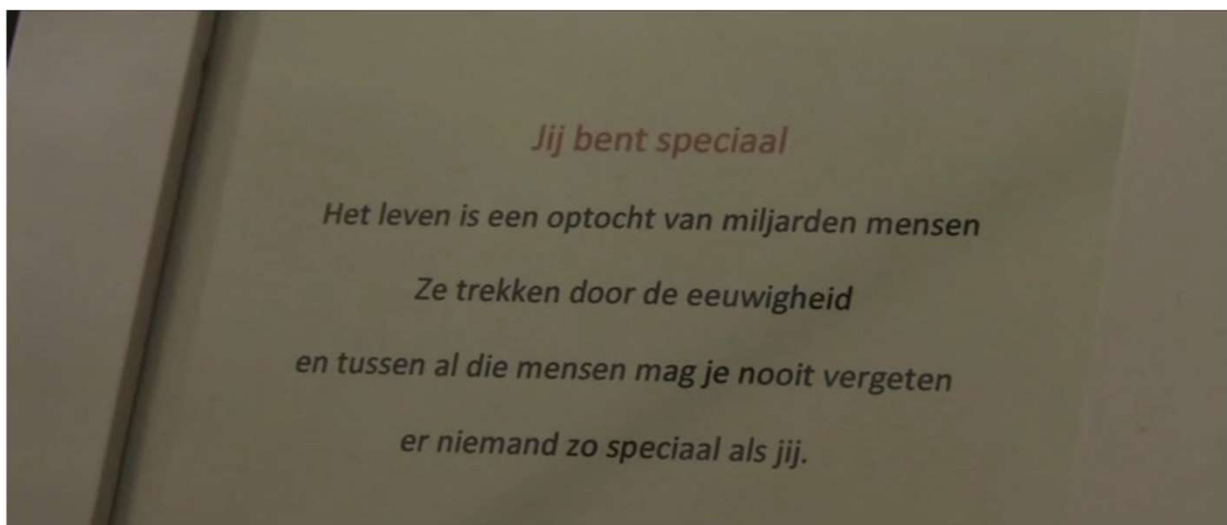 Jij bent speciaal
Het leven is een optocht van miljarden mensen
Ze trekken door de eeuwigheid
en tussen al die mensen mag je nooit vergeten
er niemand zo speciaal als jij.